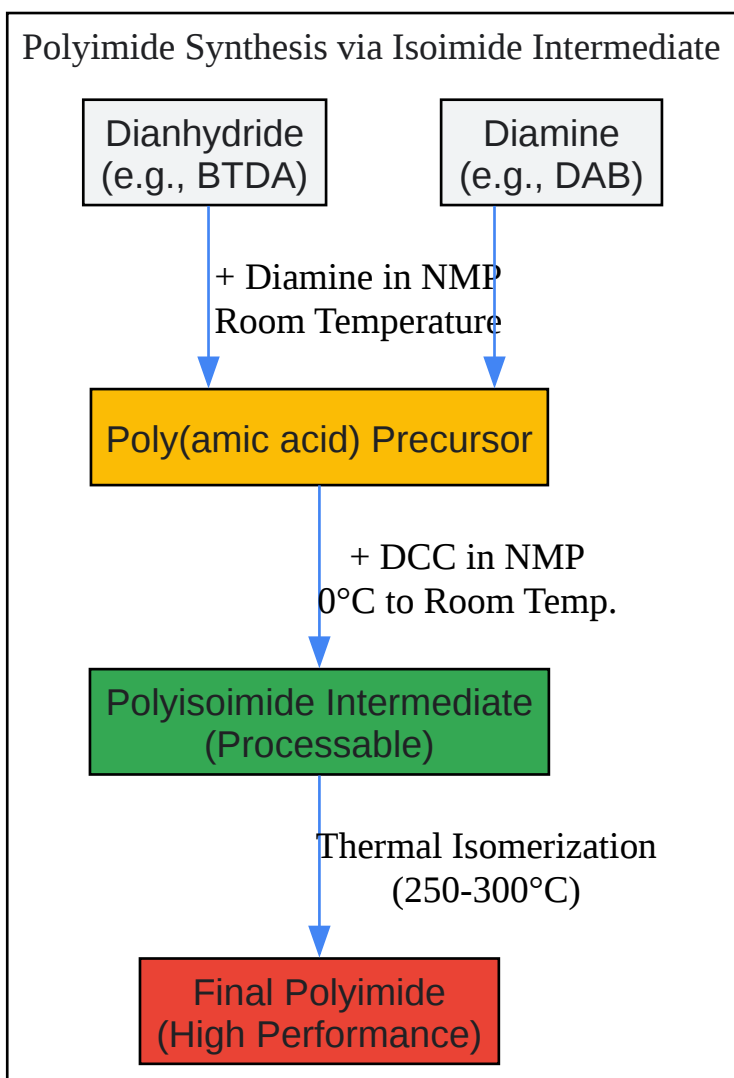 Polyimide Synthesis via Isoimide Intermediate
Dianhydride
(e.g., BTDA)
Diamine
(e.g., DAB)
+ Diamine in NMP
Room Temperature
Poly(amic acid) Precursor
+ DCC in NMP
0°C to Room Temp.
Polyisoimide Intermediate
(Processable)
Thermal Isomerization
(250-300°C)
Final Polyimide
(High Performance)